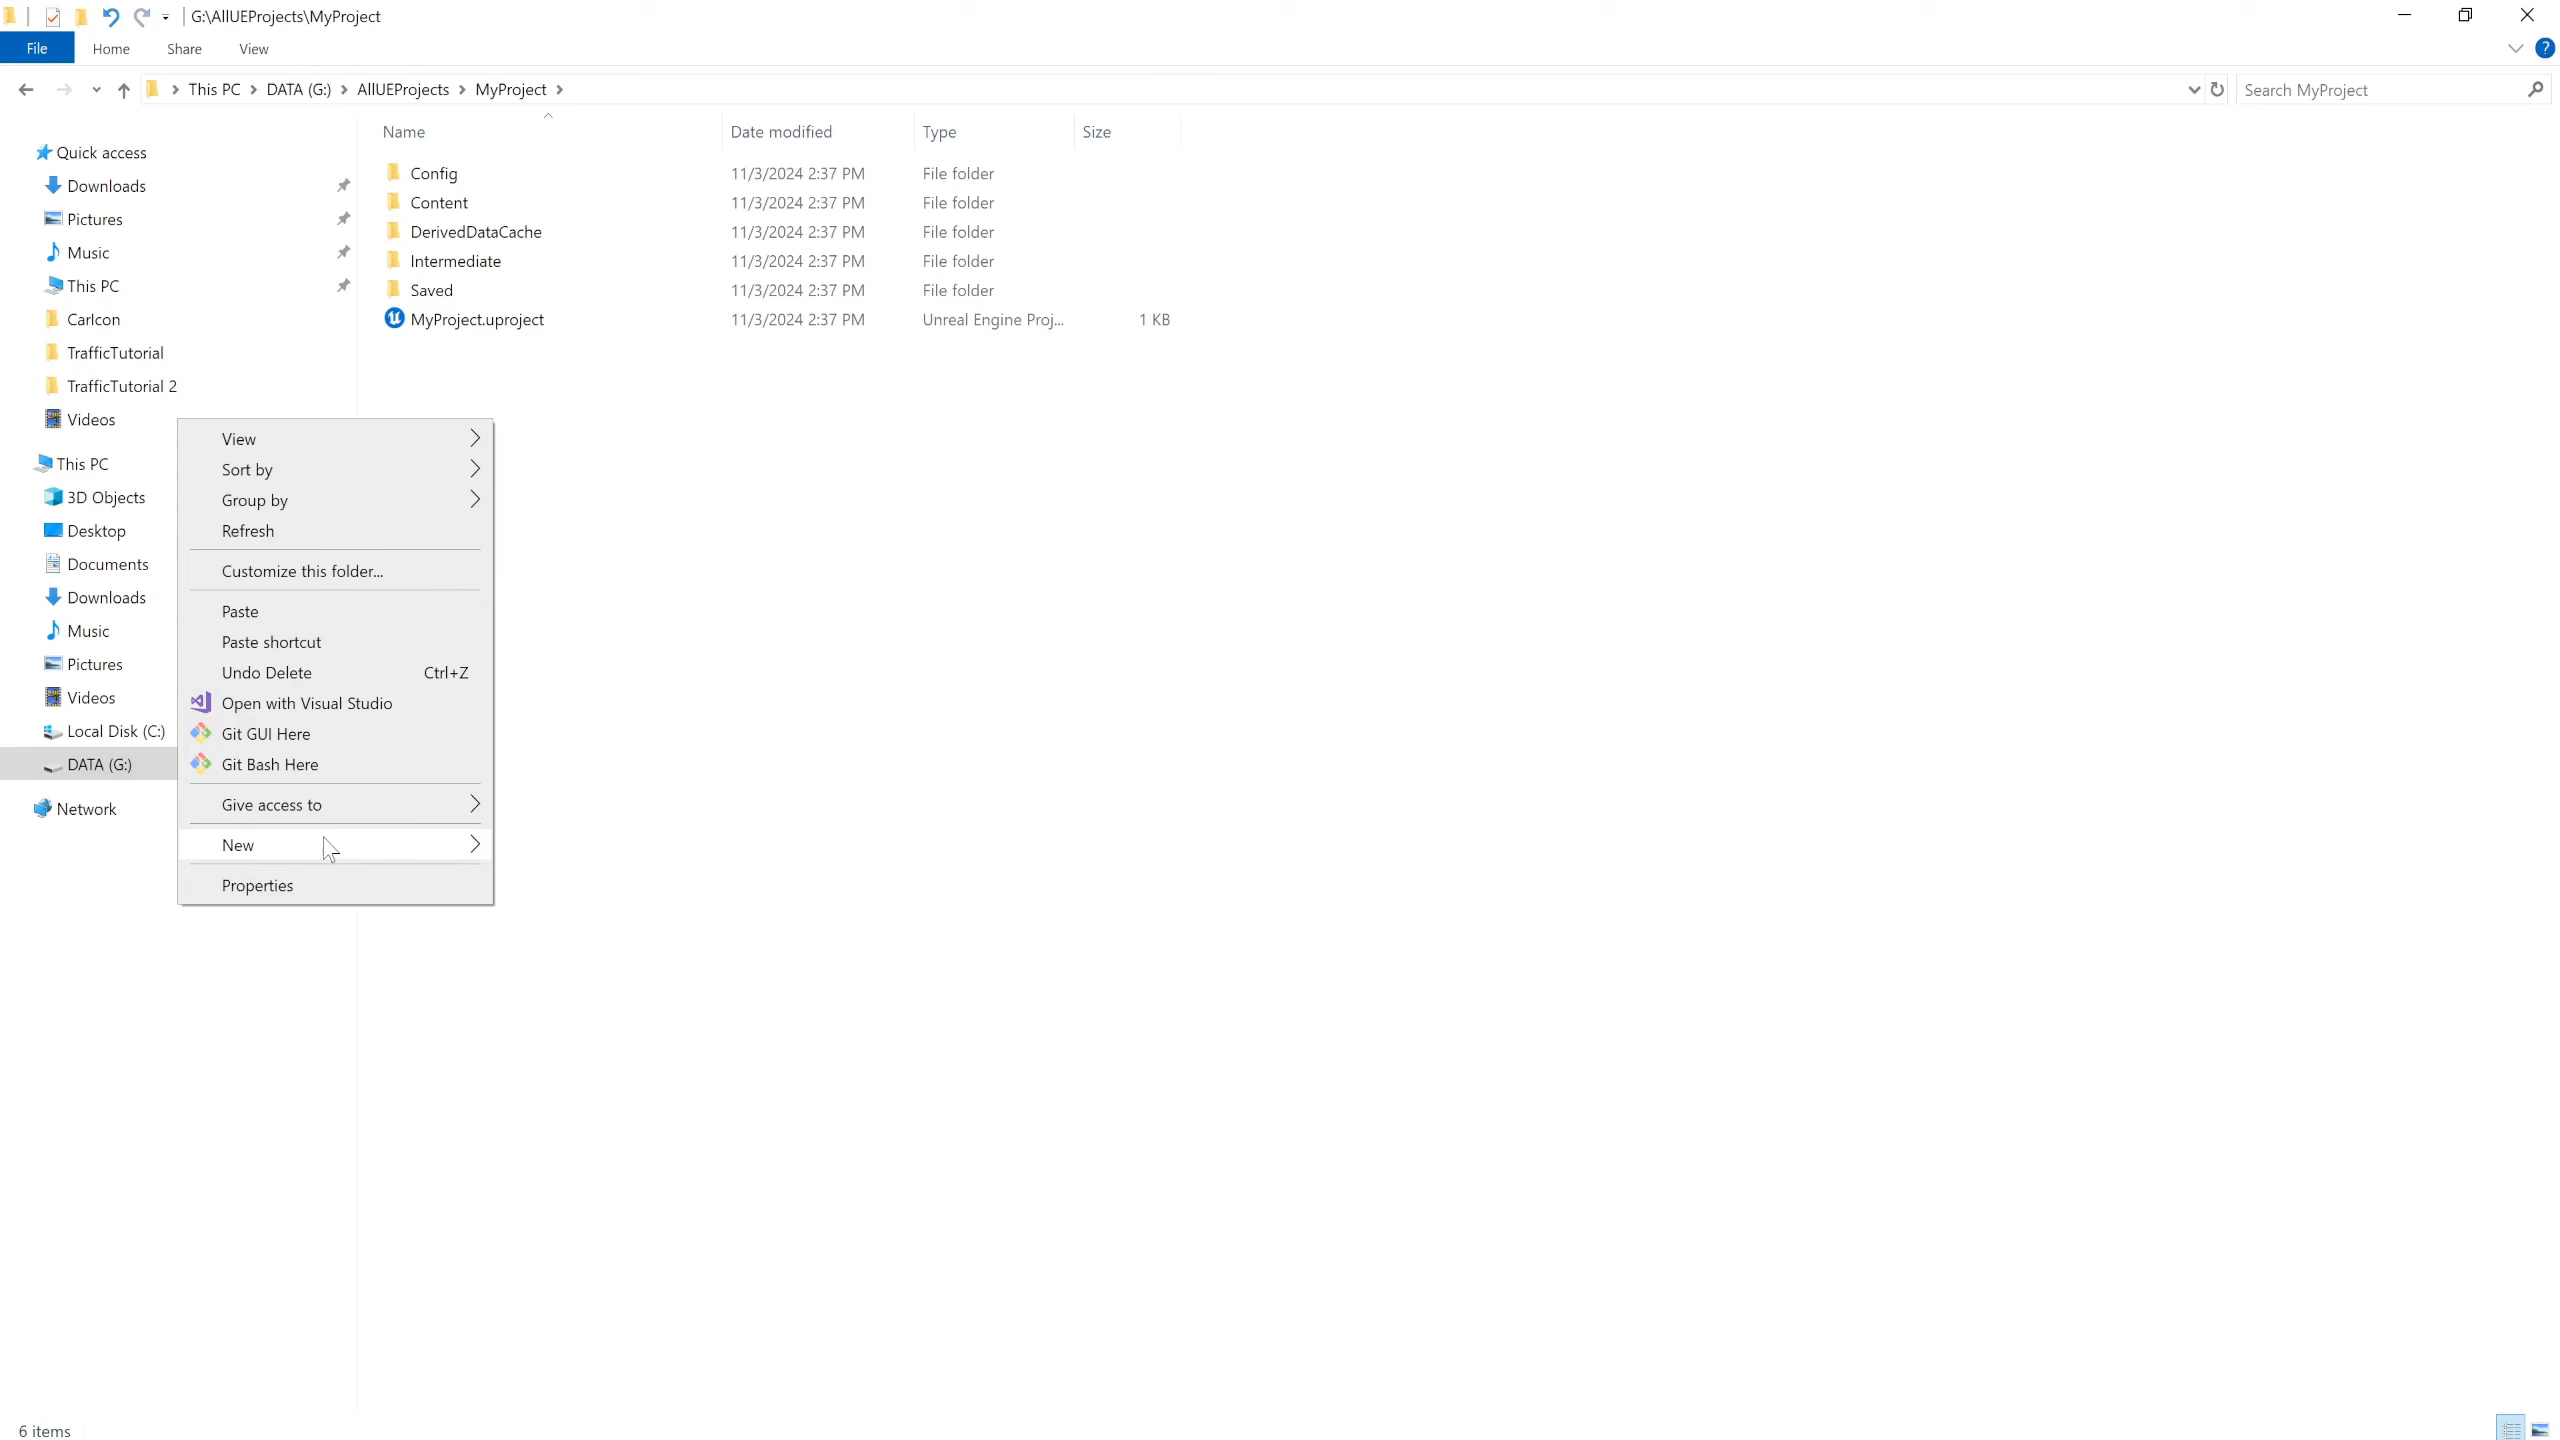 G:\AllUEProjects\MyProject
File Home Share View
This PC DATA (G:) AllUEProjects MyProject Search MyProject
Name Date modified Type Size
Quick access
Downloads
Pictures
Music
This PC
CarIcon
TrafficTutorial
TrafficTutorial 2
Videos
This PC
3D Objects
Desktop
Documents
Downloads
Music
Pictures
Videos
Local Disk (C:)
DATA (G:)
Network
Config 11/3/2024 2:37 PM File folder
Content 11/3/2024 2:37 PM File folder
DerivedDataCache 11/3/2024 2:37 PM File folder
Intermediate 11/3/2024 2:37 PM File folder
Saved 11/3/2024 2:37 PM File folder
MyProject.uproject 11/3/2024 2:37 PM Unreal Engine Proj... 1 KB
View
Sort by
Group by
Refresh
Customize this folder...
Paste
Paste shortcut
Undo Delete Ctrl+Z
Open with Visual Studio
Git GUI Here
Git Bash Here
Give access to
New
Properties
6 items